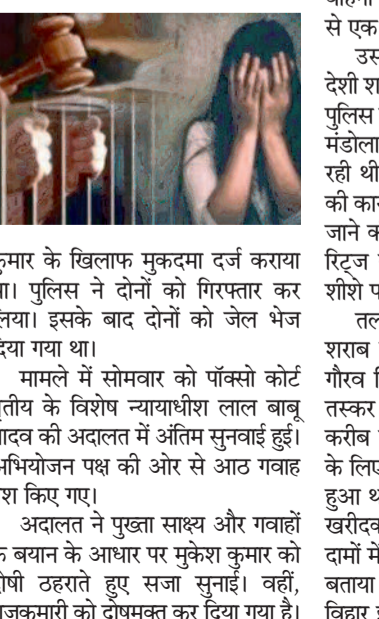 कुमार के खिलाफ मुकदमा दर्ज कराया
था। पुलिस ने दोनों को गिरफ्तार कर
लिया। इसके बाद दोनों को जेल भेज
दिया गया था।
मामले में सोमवार को पॉक्सो कोर्ट
तृतीय के विशेष न्यायाधीश लाल बाबू
यादव की अदालत में अंतिम सुनवाई हुई।
अभियोजन पक्ष की ओर से आठ गवाह
पेश किए गए।
अदालत ने पुख्ता साक्ष्य और गवाहों
के बयान के आधार पर मुकेश कुमार को
दोषी ठहराते हुए सजा सुनाई। वहीं,
राजकुमारी को दोषमुक्त कर दिया गया है।
से एक
उस
देशी श
पुलिस
मंडोला
रही थी
की कार
जाने क
रिट्ज
शीशे प
तल
शराब
गौरव
तस्कर
करीब
के लिए
हुआ थ
खरीदक
दामों में
बताया
विहार